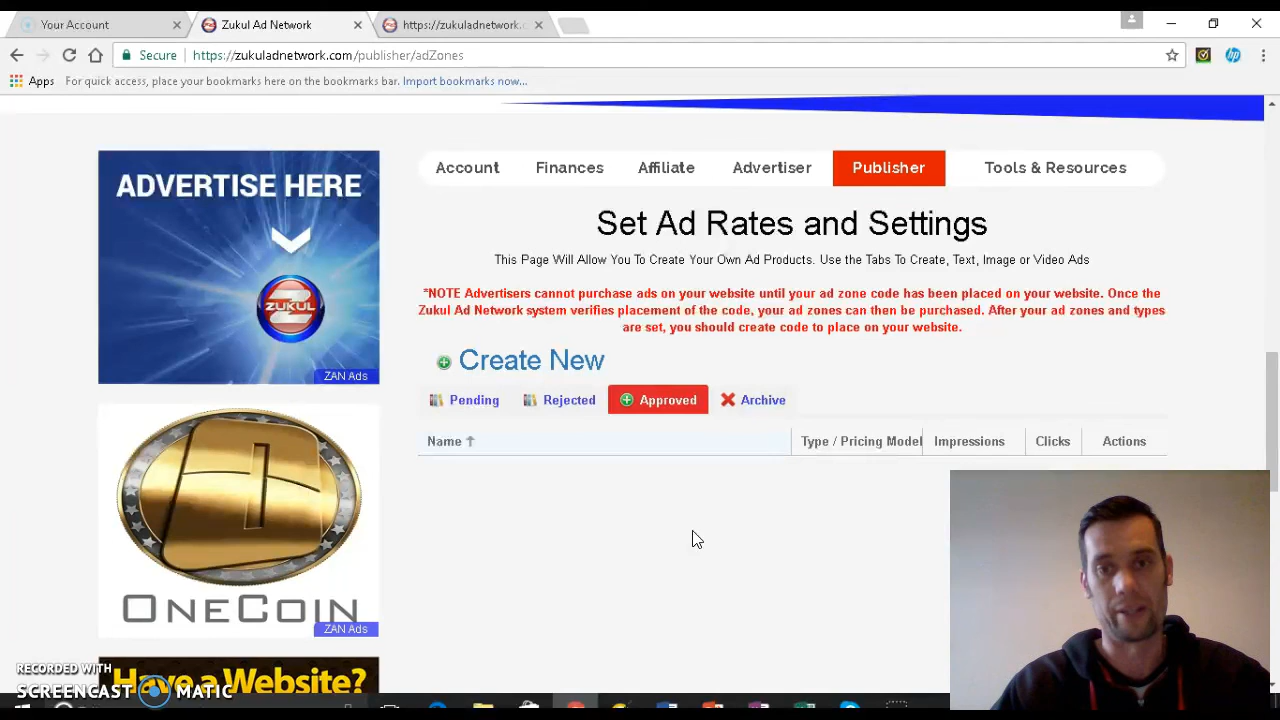 Your Account
Zukul Ad Network
https://zukuladnetwork.c
Secure
https://zukuladnetwork.com/publisher/adZones
Apps
For quick access, place your bookmarks here on the bookmarks bar. Import bookmarks now...
ADVERTISE HERE
ZUKUL
ZAN Ads
ONECOIN
ZAN Ads
Have a Website?
Account
Finances
Affiliate
Advertiser
Publisher
Tools & Resources
Set Ad Rates and Settings
This Page Will Allow You To Create Your Own Ad Products. Use the Tabs To Create, Text, Image or Video Ads
*NOTE Advertisers cannot purchase ads on your website until your ad zone code has been placed on your website. Once the
Zukul Ad Network system verifies placement of the code, your ad zones can then be purchased. After your ad zones and types
are set, you should create code to place on your website.
Create New
Pending
Rejected
Approved
Archive
Name
Type / Pricing Model
Impressions
Clicks
Actions
RECORDED WITH
SCREENCAST MATIC